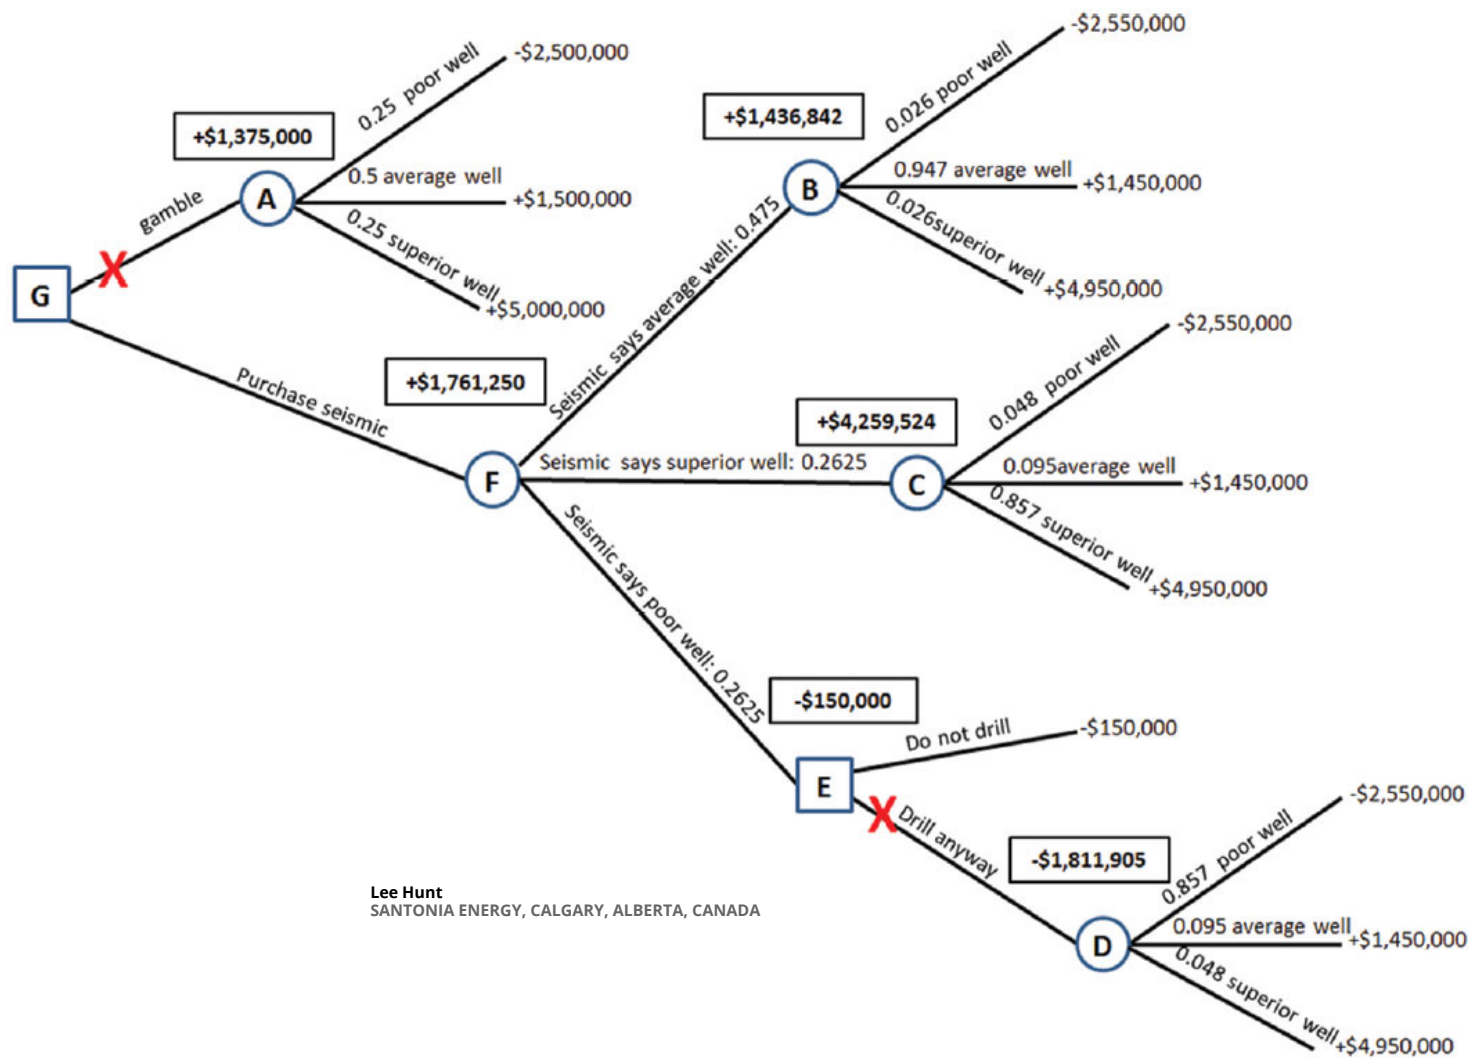 -$2,550,000
0.25 poor well
-$2,500,000
0.026 poor well
+$1,436,842
+$1,375,000
0.947 average well
+$1,450,000
B
0.5 average well
+$1,500,000
A
gamble
X
0.25 superior well
+$5,000,000
0.026superior well
+$4,950,000
G
Seismic says average well: 0.475
-$2,550,000
0.048 poor well
+$1,761,250
Purchase seismic
+$4,259,524
Seismic says superior well: 0.2625
0.095average well
+$1,450,000
F
C
0.857 superior well
+$4,950,000
Seismic says poor well: 0.2625
-$150,000
Do not drill
-$150,000
E
X
Drill anyway
-$2,550,000
0.857 poor well
-$1,811,905
Lee Hunt
SANTONIA ENERGY, CALGARY, ALBERTA, CANADA
0.095 average well
+$1,450,000
D
0.048 superior well
+$4,950,000